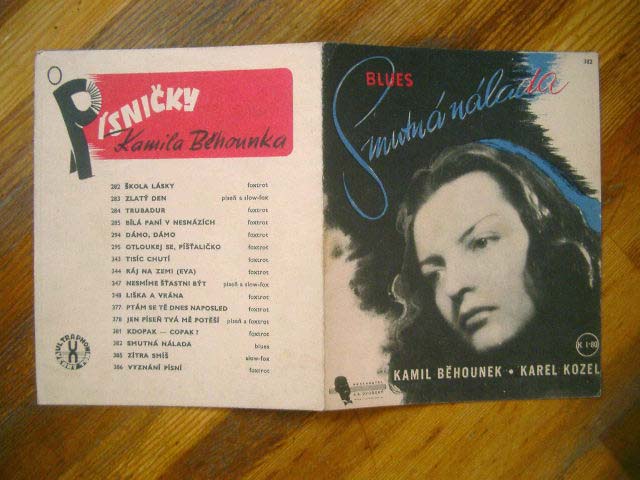 PÍSNIČKY
Kamila Běhounka
282 ŠKOLA LÁSKY foxtrot
283 ZLATÝ DEN píseň a slow-fox
284 TRUBADUR foxtrot
285 BÍLÁ PANÍ V NESNÁZÍCH foxtrot
294 DÁMO, DÁMO foxtrot
295 OTLOUKEJ SE, PÍŠŤALIČKO foxtrot
343 TISÍC CHUTÍ foxtrot
344 RÁJ NA ZEMI (EVA) foxtrot
347 NESMÍME ŠŤASTNI BÝT píseň a slow-fox
348 LIŠKA A VRÁNA foxtrot
377 PTÁM SE TĚ DNES NAPOSLED foxtrot
378 JEN PÍSEŇ TVÁ MĚ POTĚŠÍ píseň a foxtrot
381 KDOPAK — COPAK? foxtrot
382 SMUTNÁ NÁLADA blues
385 ZÍTRA SMÍŠ slow-fox
386 VYZNÁNÍ PÍSNÍ foxtrot
ULTRAPHON
382
BLUES
Smutná nálada
K 1·80
KAMIL BĚHOUNEK • KAREL KOZEL